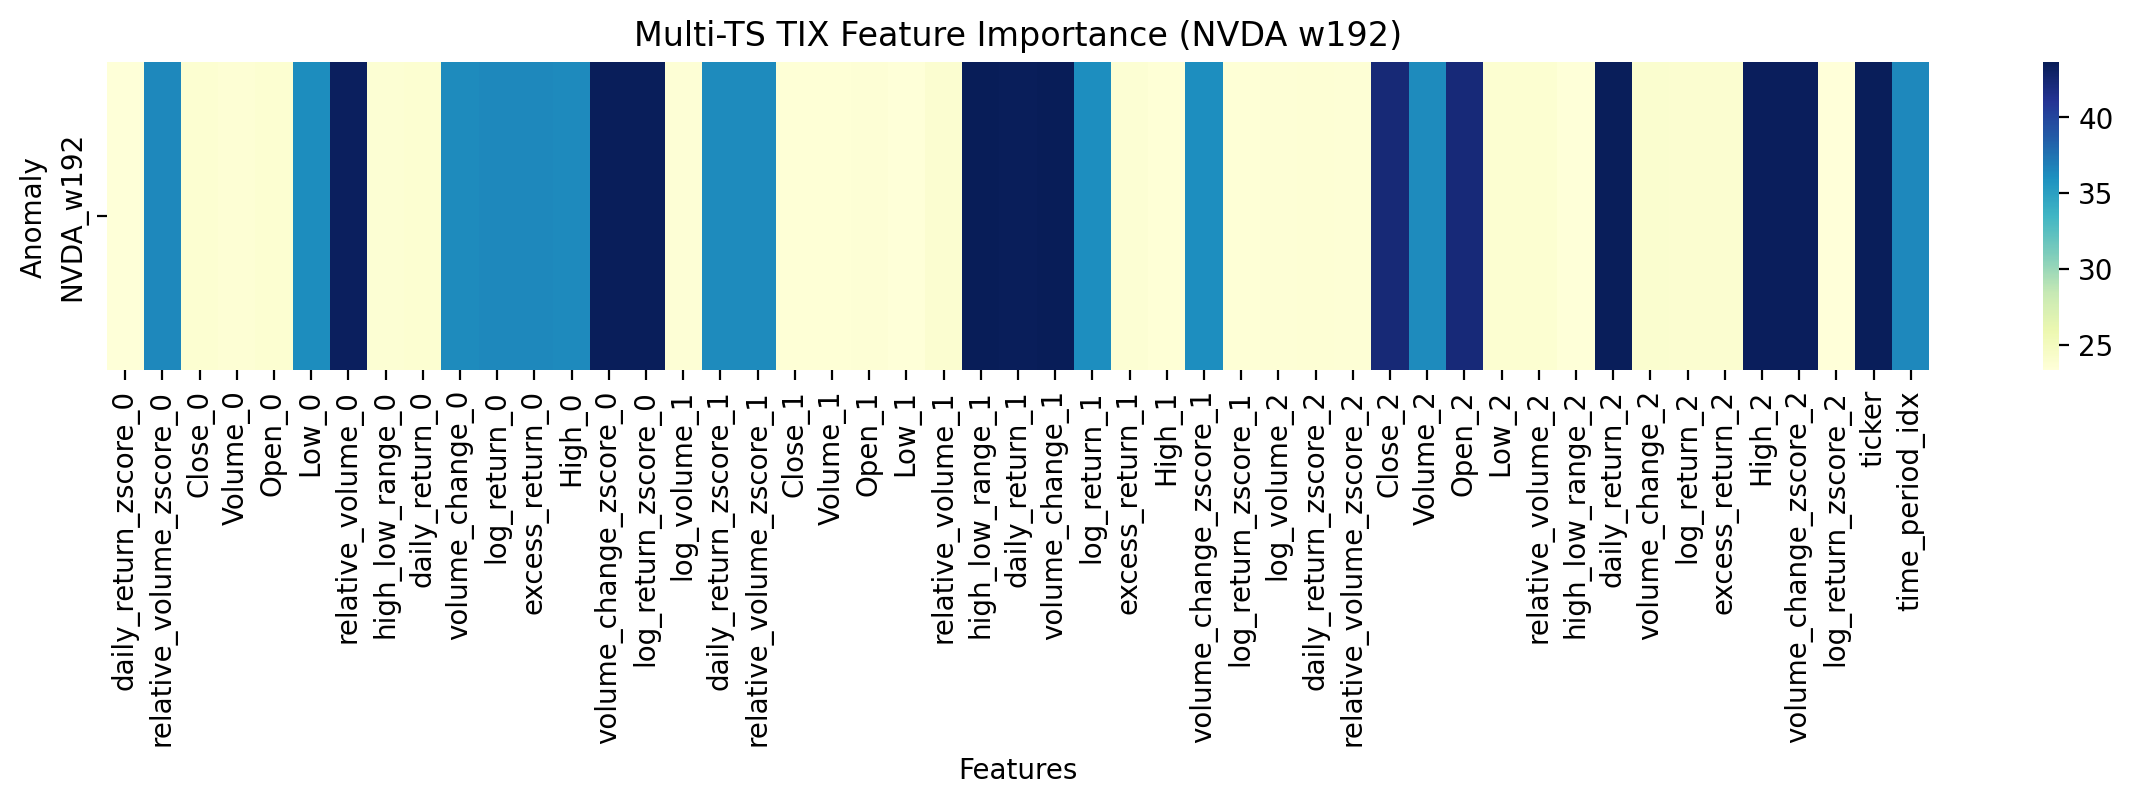 Multi-TS TIX Feature Importance (NVDA w192)
Anomaly
NVDA_w192
40
35
30
25
daily_return_zscore_0
relative_volume_zscore_0
Close_0
Volume_0
Open_0
Low_0
relative_volume_0
high_low_range_0
daily_return_0
volume_change_0
log_return_0
excess_return_0
High_0
volume_change_zscore_0
log_return_zscore_0
log_volume_1
daily_return_zscore_1
relative_volume_zscore_1
Close_1
Volume_1
Open_1
Low_1
relative_volume_1
high_low_range_1
daily_return_1
volume_change_1
log_return_1
excess_return_1
High_1
volume_change_zscore_1
log_return_zscore_1
log_volume_2
daily_return_zscore_2
relative_volume_zscore_2
Close_2
Volume_2
Open_2
Low_2
relative_volume_2
high_low_range_2
daily_return_2
volume_change_2
log_return_2
excess_return_2
High_2
volume_change_zscore_2
log_return_zscore_2
ticker
time_period_idx
Features